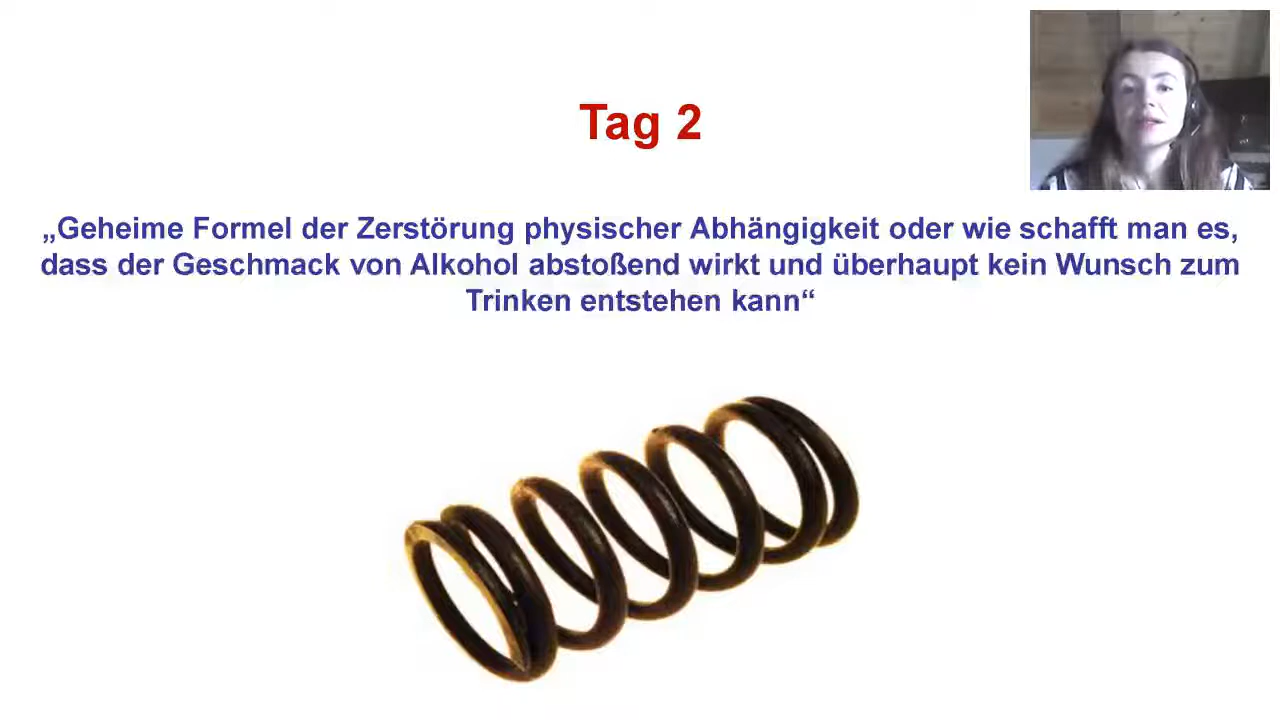 Tag 2
„Geheime Formel der Zerstörung physischer Abhängigkeit oder wie schafft man es,
dass der Geschmack von Alkohol abstoßend wirkt und überhaupt kein Wunsch zum
Trinken entstehen kann“